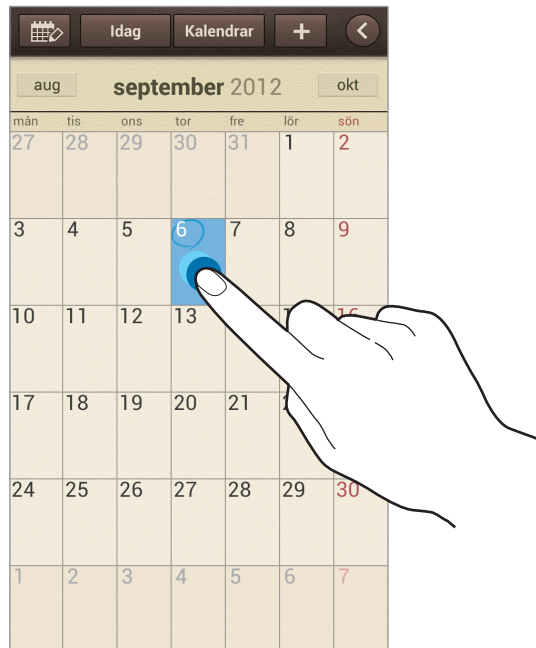 Idag Kalendrar +
aug september 2012 okt
mån tis ons tor fre lör sön
27 28 29 30 31 1 2
3 4 5 6 7 8 9
10 11 12 13 16
17 18 19 20 21
24 25 26 27 28 29 30
1 2 3 4 5 6 7